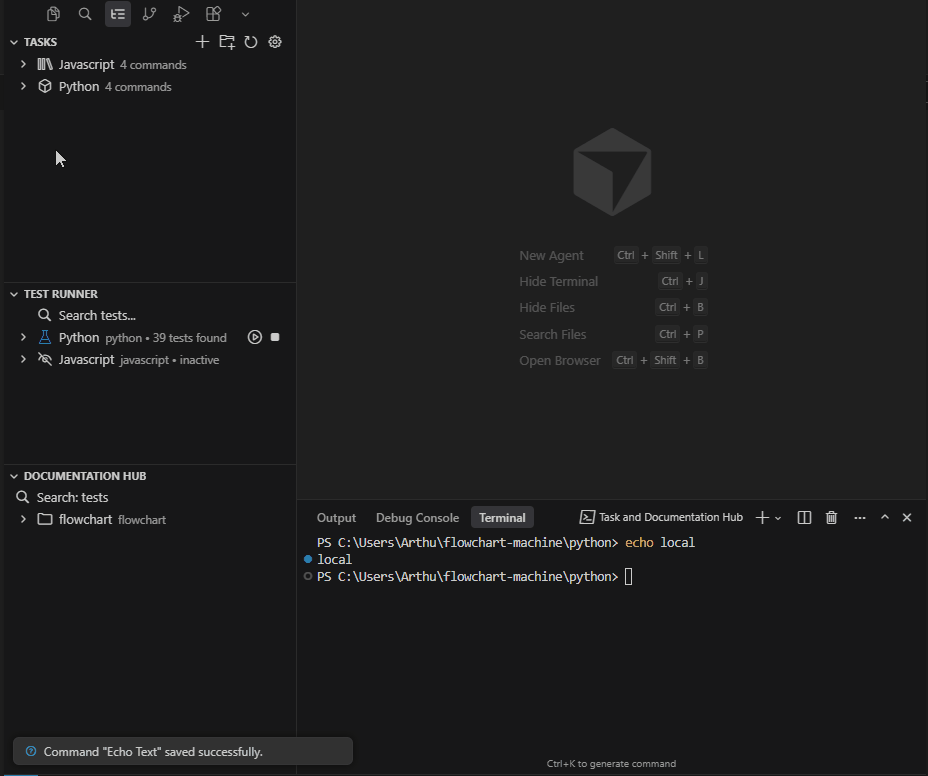 TASKS
Javascript 4 commands
Python 4 commands
New Agent Ctrl + Shift + L
Hide Terminal Ctrl + J
Hide Files Ctrl + B
Search Files Ctrl + P
Open Browser Ctrl + Shift + B
TEST RUNNER
Search tests...
Python python • 39 tests found
Javascript javascript • inactive
DOCUMENTATION HUB
Search: tests
flowchart flowchart
Output Debug Console Terminal Task and Documentation Hub
PS C:\Users\Arthu\flowchart-machine\python> echo local
local
PS C:\Users\Arthu\flowchart-machine\python>
Command "Echo Text" saved successfully.
Ctrl+K to generate command